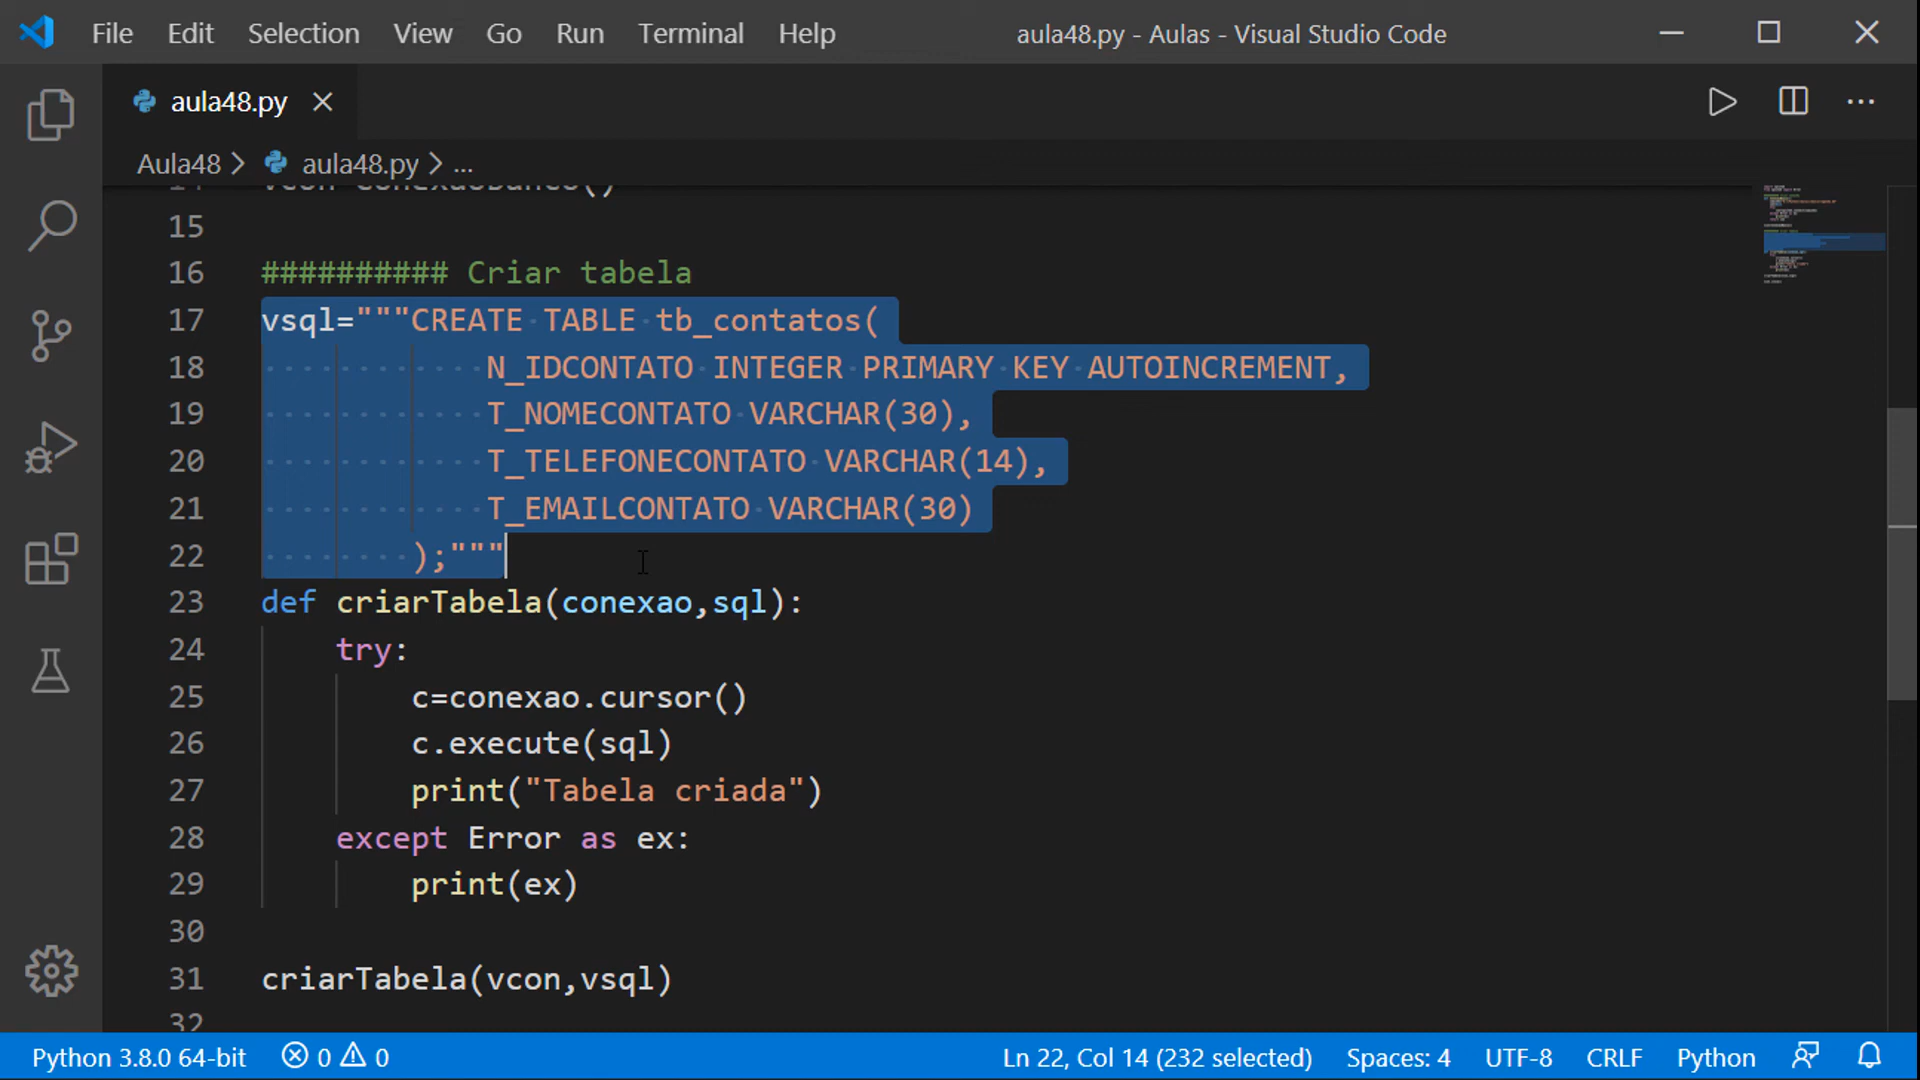 File Edit Selection View Go Run Terminal Help aula48.py - Aulas - Visual Studio Code
aula48.py
Aula48 > aula48.py > ...
15
16 ########## Criar tabela
17 vsql="""CREATE TABLE tb_contatos(
18 N_IDCONTATO INTEGER PRIMARY KEY AUTOINCREMENT,
19 T_NOMECONTATO VARCHAR(30),
20 T_TELEFONECONTATO VARCHAR(14),
21 T_EMAILCONTATO VARCHAR(30)
22 );"""
23 def criarTabela(conexao,sql):
24 try:
25 c=conexao.cursor()
26 c.execute(sql)
27 print("Tabela criada")
28 except Error as ex:
29 print(ex)
30
31 criarTabela(vcon,vsql)
32
Python 3.8.0 64-bit 0 0 Ln 22, Col 14 (232 selected) Spaces: 4 UTF-8 CRLF Python